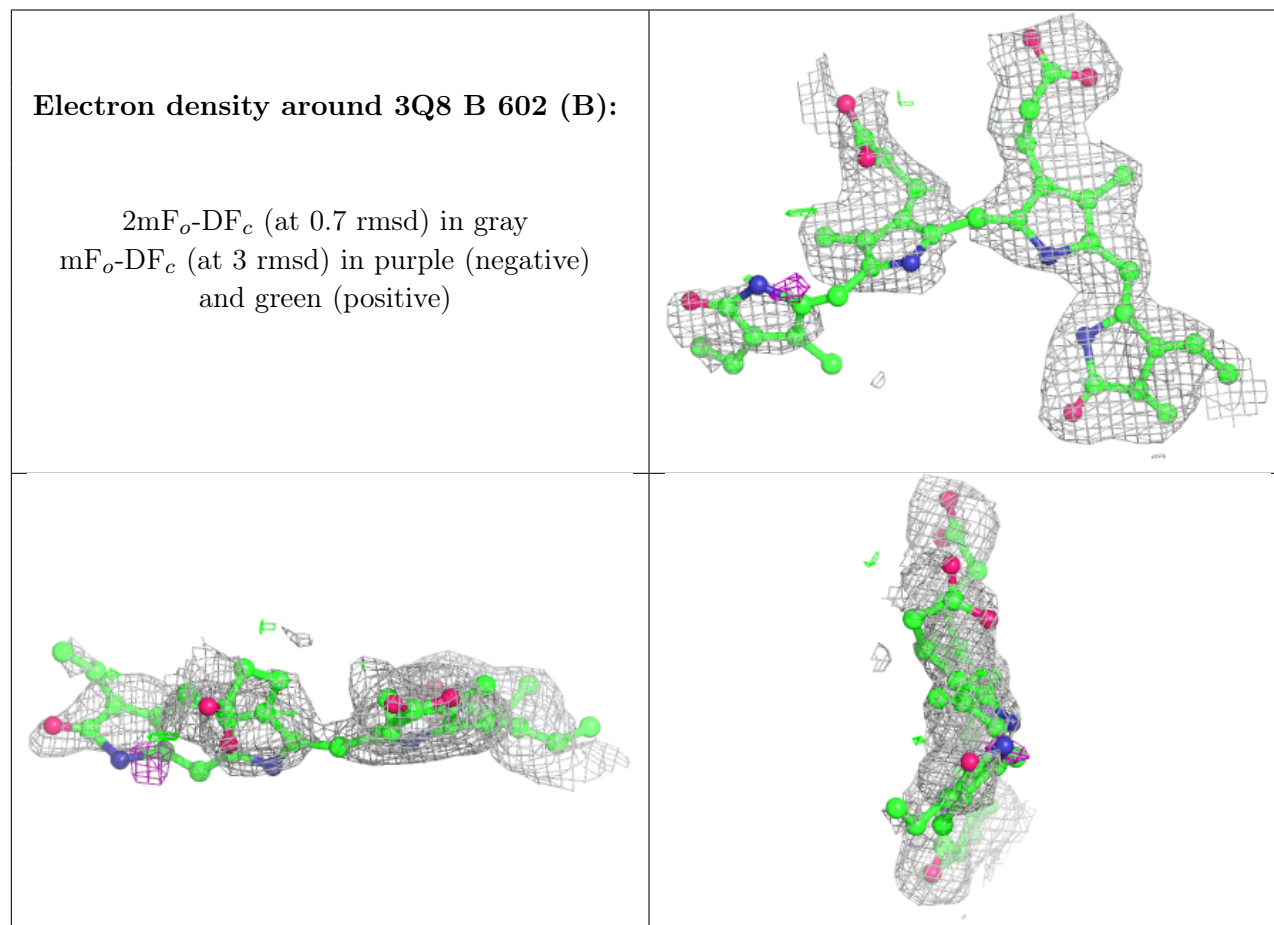 Electron density around 3Q8 B 602 (B):
2mFo-DFc (at 0.7 rmsd) in gray
mFo-DFc (at 3 rmsd) in purple (negative)
and green (positive)